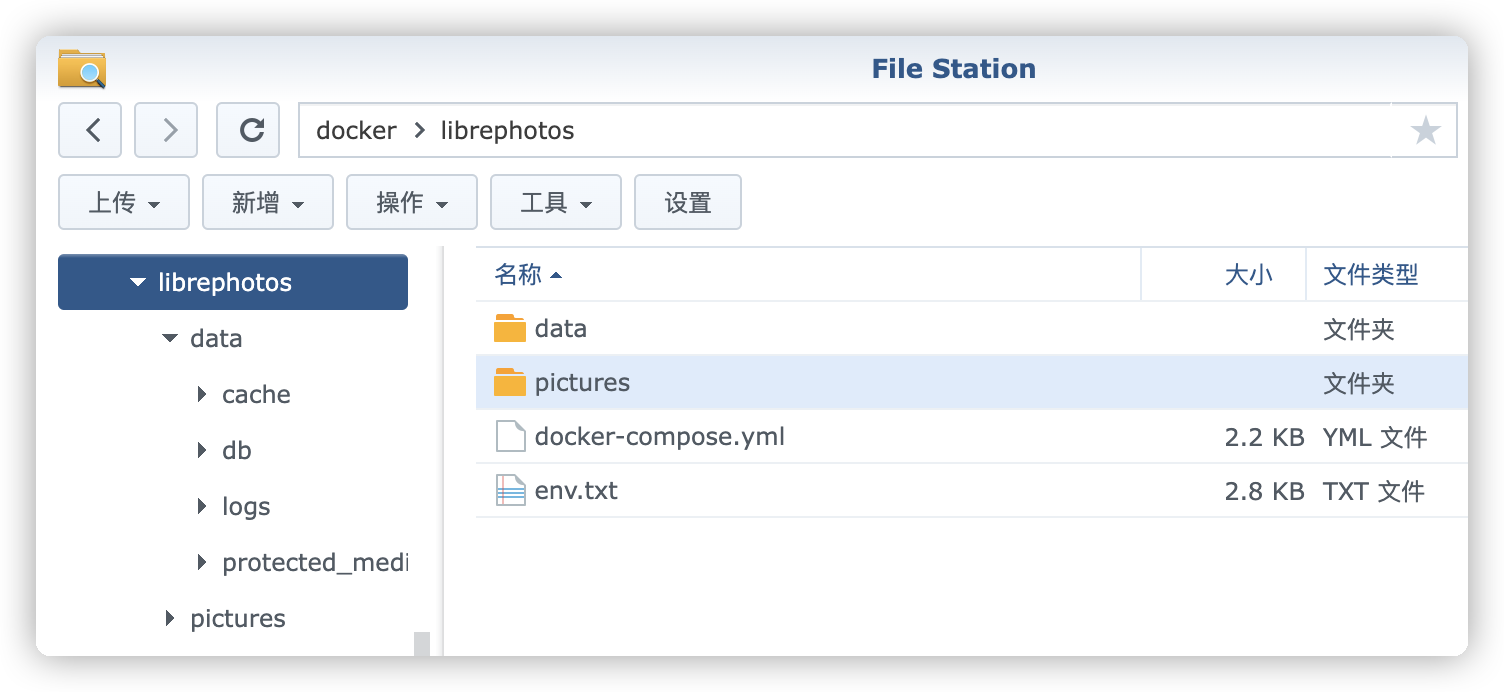 File Station
docker > librephotos
上传 新增 操作 工具 设置
librephotos
data
cache
db
logs
protected_medi
pictures
名称 大小 文件类型
data 文件夹
pictures 文件夹
docker-compose.yml 2.2 KB YML 文件
env.txt 2.8 KB TXT 文件